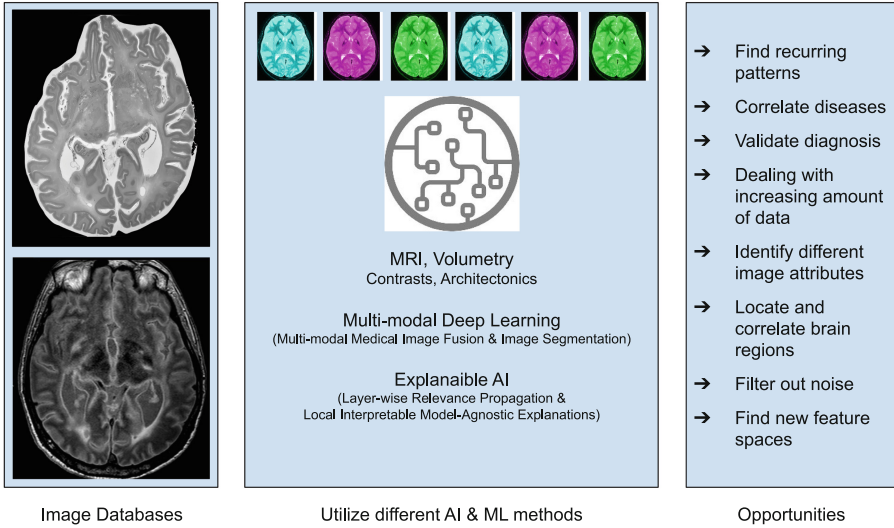 MRI, Volumetry
Contrasts, Architectonics
Multi-modal Deep Learning
(Multi-modal Medical Image Fusion & Image Segmentation)
Explanaible AI
(Layer-wise Relevance Propagation &
Local Interpretable Model-Agnostic Explanations)
➔ Find recurring
patterns
➔ Correlate diseases
➔ Validate diagnosis
➔ Dealing with
increasing amount
of data
➔ Identify different
image attributes
➔ Locate and
correlate brain
regions
➔ Filter out noise
➔ Find new feature
spaces
Image Databases
Utilize different AI & ML methods
Opportunities